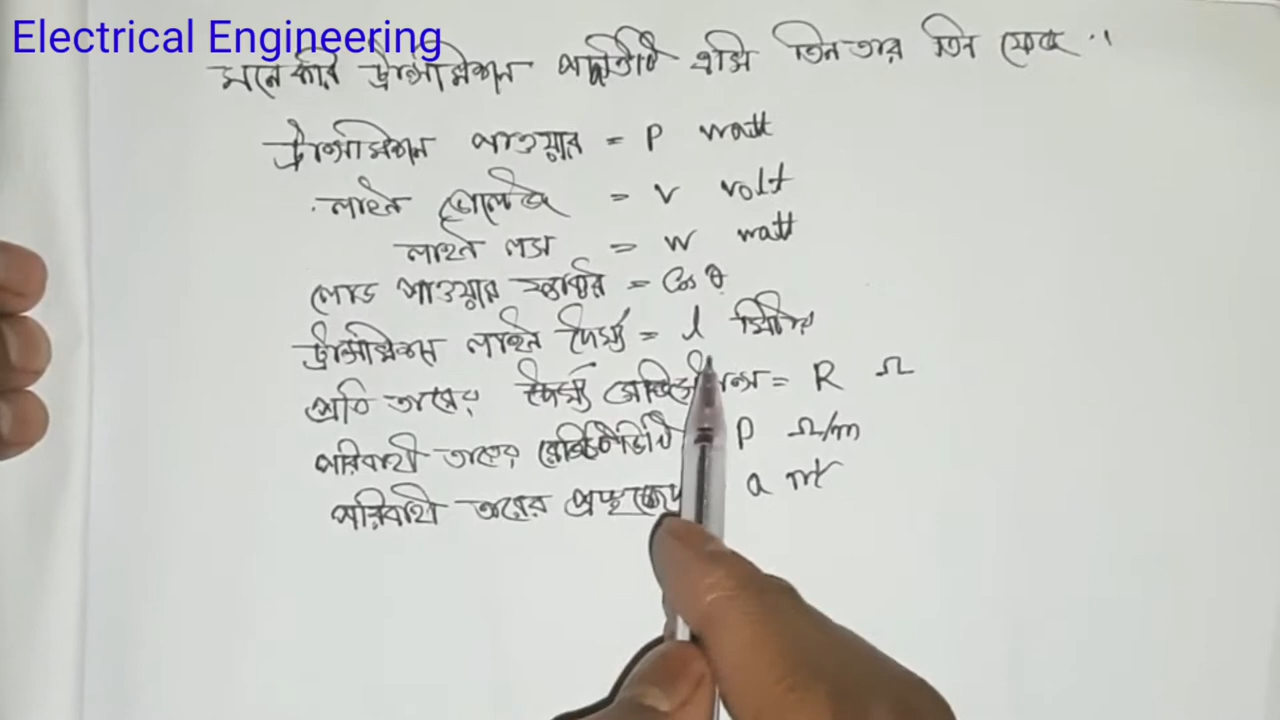 Electrical Engineering
মনে করি ট্রান্সমিশন পদ্ধতিটি এসি তিন তার তিন ফেজ ।
ট্রান্সমিশন পাওয়ার = P watt
লাইন ভোল্টেজ = V volt
লাইন লস = W watt
লোড পাওয়ার ফ্যাক্টর = Cos θ
ট্রান্সমিশন লাইন দৈর্ঘ্য = l মিটার
প্রতি তারের দৈর্ঘ্য = R Ω
পরিবাহী তারের ρ Ω/m
পরিবাহী তারের a